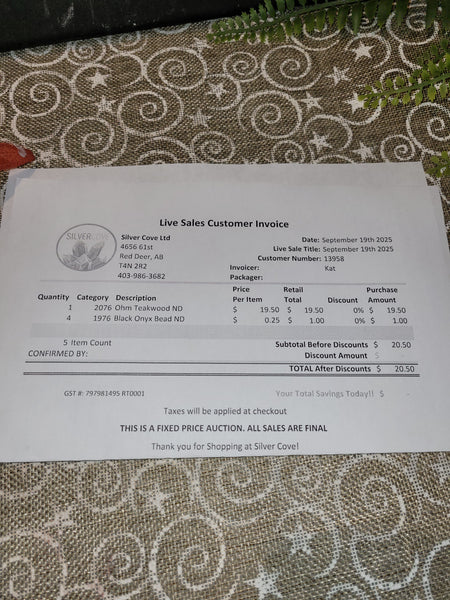 Live Sales Customer Invoice
SILVERCOVE
Silver Cove Ltd
4656 61st
Red Deer, AB
T4N 2R2
403-986-3682
Date: September 19th 2025
Live Sale Title: September 19th 2025
Customer Number: 13958
Invoicer: Kat
Packager:
Quantity Category Description Price Per Item Retail Total Discount Purchase Amount
1 2076 Ohm Teakwood ND $ 19.50 $ 19.50 0% $ 19.50
4 1976 Black Onyx Bead ND $ 0.25 $ 1.00 0% $ 1.00
5 Item Count Subtotal Before Discounts $ 20.50
CONFIRMED BY: Discount Amount $ -
TOTAL After Discounts $ 20.50
GST #: 797981495 RT0001 Your Total Savings Today!! $ -
Taxes will be applied at checkout
THIS IS A FIXED PRICE AUCTION. ALL SALES ARE FINAL
Thank you for Shopping at Silver Cove!